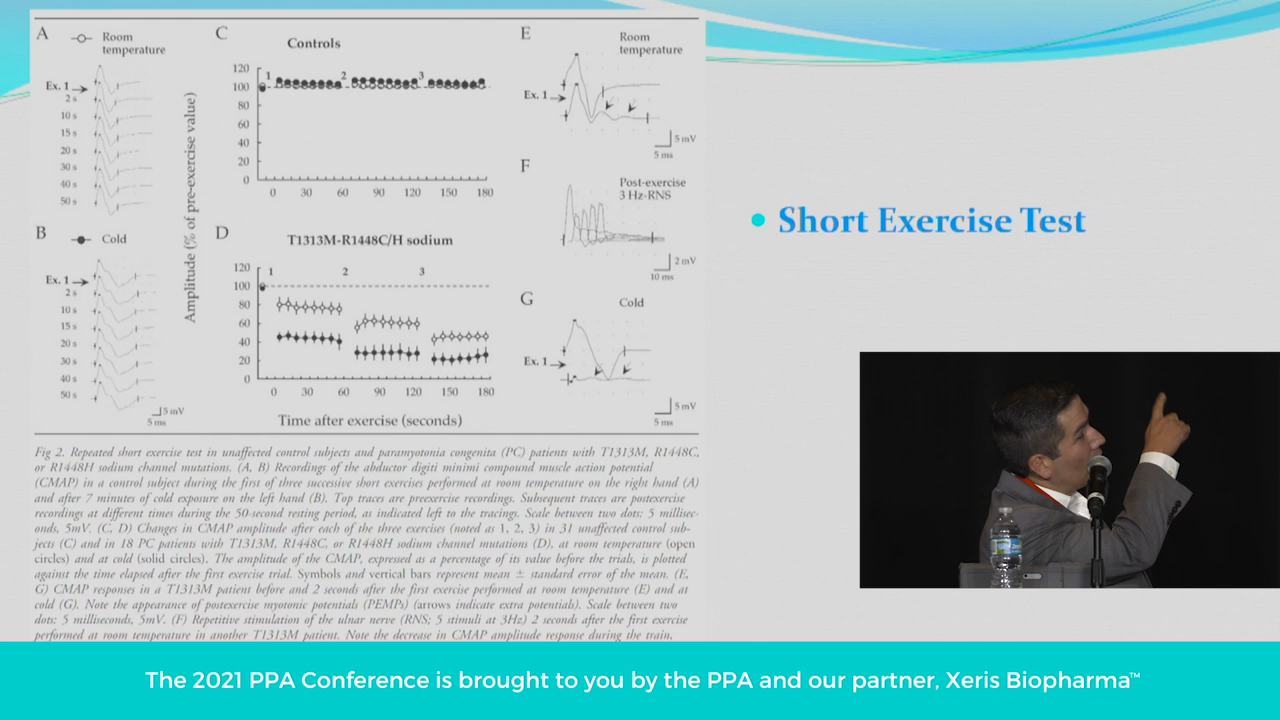 A
Room
temperature
Ex. 1
2 s
10 s
15 s
20 s
30 s
40 s
50 s
B
Cold
Ex. 1
2 s
10 s
15 s
20 s
30 s
40 s
50 s
5 mV
5 ms
Amplitude (% of pre-exercise value)
C
Controls
120
100
80
60
40
20
0
1
2
3
0 30 60 90 120 150 180
D
T1313M-R1448C/H sodium
120
100
80
60
40
20
0
1
2
3
0 30 60 90 120 150 180
Time after exercise (seconds)
E
Room
temperature
Ex. 1
5 mV
5 ms
F
Post-exercise
3 Hz-RNS
2 mV
10 ms
G
Cold
Ex. 1
5 mV
5 ms
Fig 2. Repeated short exercise test in unaffected control subjects and paramyotonia congenita (PC) patients with T1313M, R1448C,
or R1448H sodium channel mutations. (A, B) Recordings of the abductor digiti minimi compound muscle action potential
(CMAP) in a control subject during the first of three successive short exercises performed at room temperature on the right hand (A)
and after 7 minutes of cold exposure on the left hand (B). Top traces are preexercise recordings. Subsequent traces are postexercise
recordings at different times during the 50-second resting period, as indicated left to the tracings. Scale between two dots: 5 millisec-
onds, 5mV. (C, D) Changes in CMAP amplitude after each of the three exercises (noted as 1, 2, 3) in 31 unaffected control sub-
jects (C) and in 18 PC patients with T1313M, R1448C, or R1448H sodium channel mutations (D), at room temperature (open
circles) and at cold (solid circles). The amplitude of the CMAP, expressed as a percentage of its value before the trials, is plotted
against the time elapsed after the first exercise trial. Symbols and vertical bars represent mean ± standard error of the mean. (E,
G) CMAP responses in a T1313M patient before and 2 seconds after the first exercise performed at room temperature (E) and at
cold (G). Note the appearance of postexercise myotonic potentials (PEMPs) (arrows indicate extra potentials). Scale between two
dots: 5 milliseconds, 5mV. (F) Repetitive stimulation of the ulnar nerve (RNS; 5 stimuli at 3Hz) 2 seconds after the first exercise
performed at room temperature in another T1313M patient. Note the decrease in CMAP amplitude response during the train,
• Short Exercise Test
The 2021 PPA Conference is brought to you by the PPA and our partner, Xeris Biopharma™